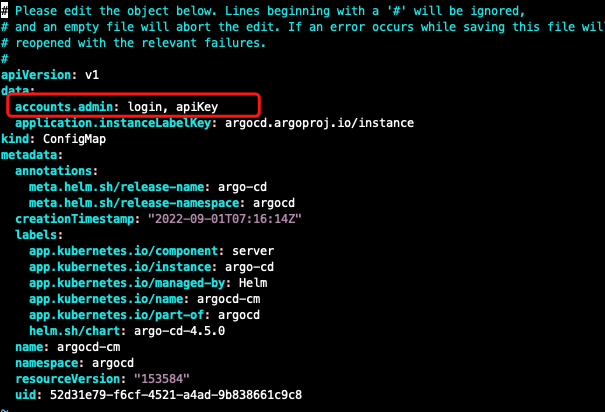 # Please edit the object below. Lines beginning with a '#' will be ignored,
# and an empty file will abort the edit. If an error occurs while saving this file wil
# reopened with the relevant failures.
#
apiVersion: v1
data:
  accounts.admin: login, apiKey
  application.instanceLabelKey: argocd.argoproj.io/instance
kind: ConfigMap
metadata:
  annotations:
    meta.helm.sh/release-name: argo-cd
    meta.helm.sh/release-namespace: argocd
  creationTimestamp: "2022-09-01T07:16:14Z"
  labels:
    app.kubernetes.io/component: server
    app.kubernetes.io/instance: argo-cd
    app.kubernetes.io/managed-by: Helm
    app.kubernetes.io/name: argocd-cm
    app.kubernetes.io/part-of: argocd
    helm.sh/chart: argo-cd-4.5.0
  name: argocd-cm
  namespace: argocd
  resourceVersion: "153584"
  uid: 52d31e79-f6cf-4521-a4ad-9b838661c9c8
~